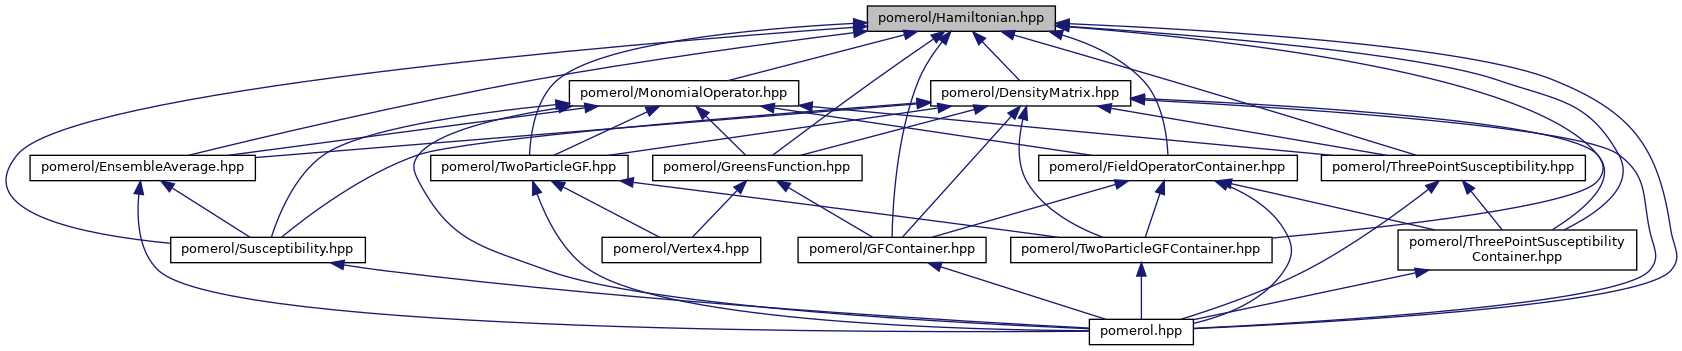 pomerol/Hamiltonian.hpp
pomerol/MonomialOperator.hpp
pomerol/DensityMatrix.hpp
pomerol/EnsembleAverage.hpp
pomerol/TwoParticleGF.hpp
pomerol/GreensFunction.hpp
pomerol/FieldOperatorContainer.hpp
pomerol/ThreePointSusceptibility.hpp
pomerol/Susceptibility.hpp
pomerol/Vertex4.hpp
pomerol/GFContainer.hpp
pomerol/TwoParticleGFContainer.hpp
pomerol/ThreePointSusceptibility
Container.hpp
pomerol.hpp